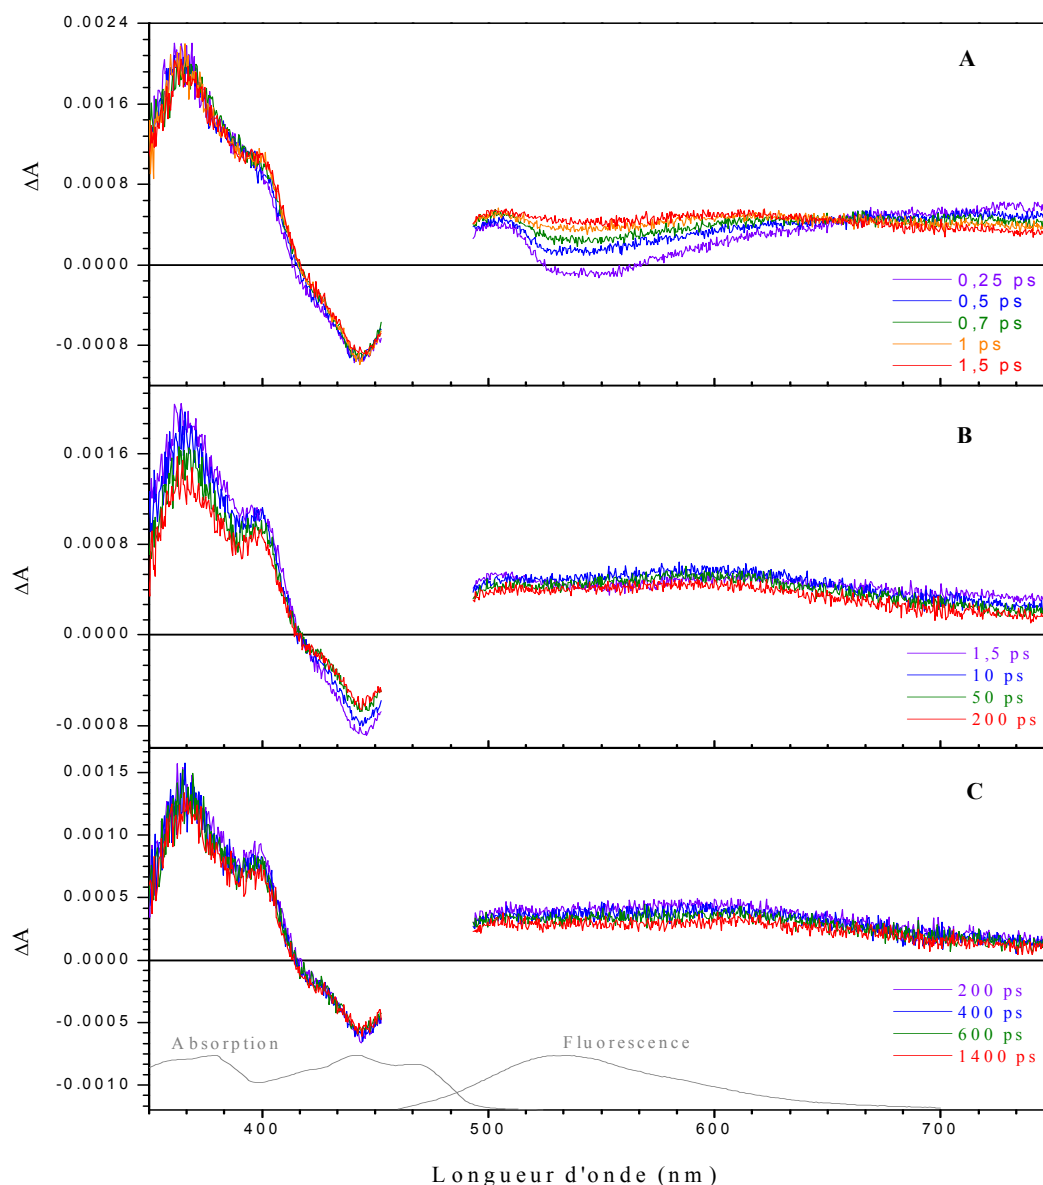 0.0024
A
0.0016
ΔA
0.0008
0.0000
0,25 ps
0,5 ps
0,7 ps
1 ps
1,5 ps
-0.0008
B
0.0016
0.0008
ΔA
0.0000
1,5 ps
10 ps
50 ps
200 ps
-0.0008
0.0015
C
0.0010
0.0005
ΔA
0.0000
200 ps
400 ps
600 ps
1400 ps
-0.0005
Absorption
Fluorescence
-0.0010
400
500
600
700
Longueur d'onde (nm)